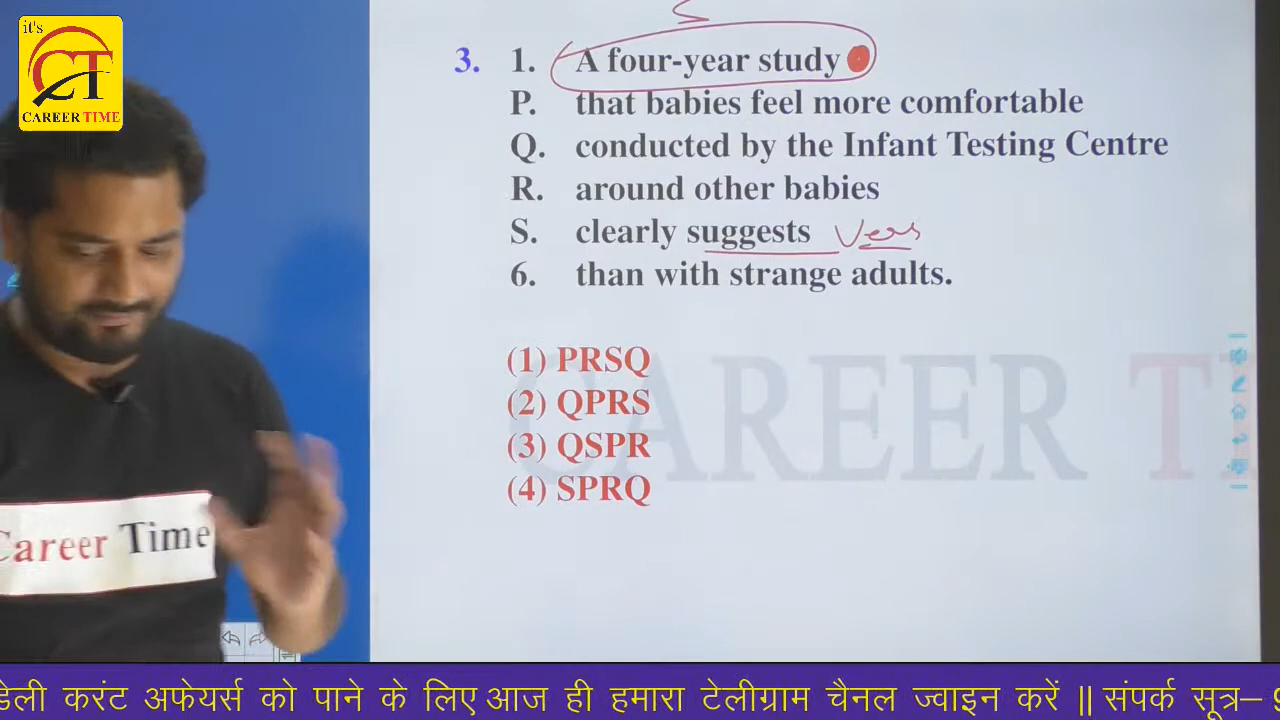 it's
CT
CAREER TIME
S
3. 1. A four-year study
P. that babies feel more comfortable
Q. conducted by the Infant Testing Centre
R. around other babies
S. clearly suggests
6. than with strange adults.
(1) PRSQ
(2) QPRS
(3) QSPR
(4) SPRQ
CAREER T
Career Time
डेली करंट अफेयर्स को पाने के लिए आज ही हमारा टेलीग्राम चैनल ज्वाइन करें || संपर्क सूत्र– 9